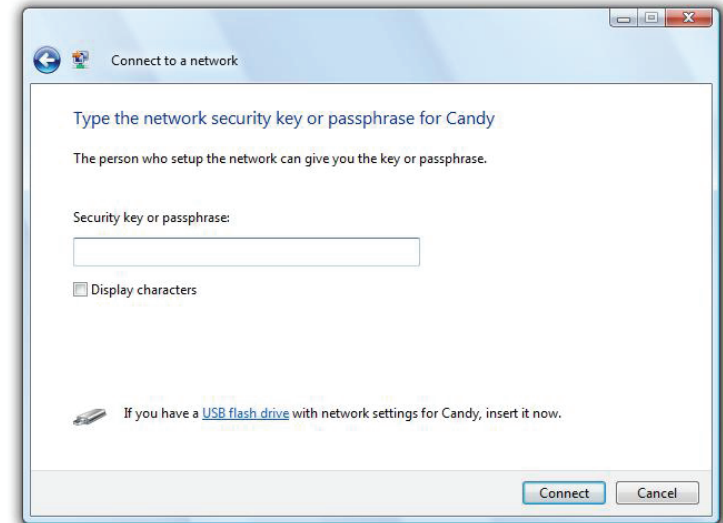 Connect to a network
Type the network security key or passphrase for Candy
The person who setup the network can give you the key or passphrase.
Security key or passphrase:
Display characters
If you have a USB flash drive with network settings for Candy, insert it now.
Connect Cancel